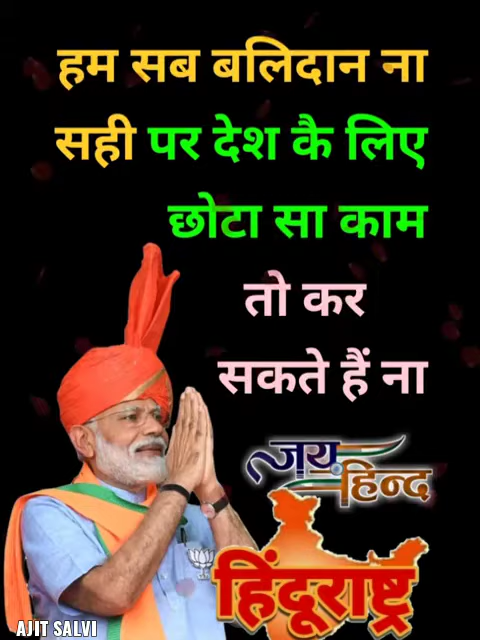 हम सब बलिदान ना
सही पर देश कै लिए
छोटा सा काम
तो कर
सकते हैं ना
जय
हिन्द
हिंदूराष्ट्र
AJIT SALVI